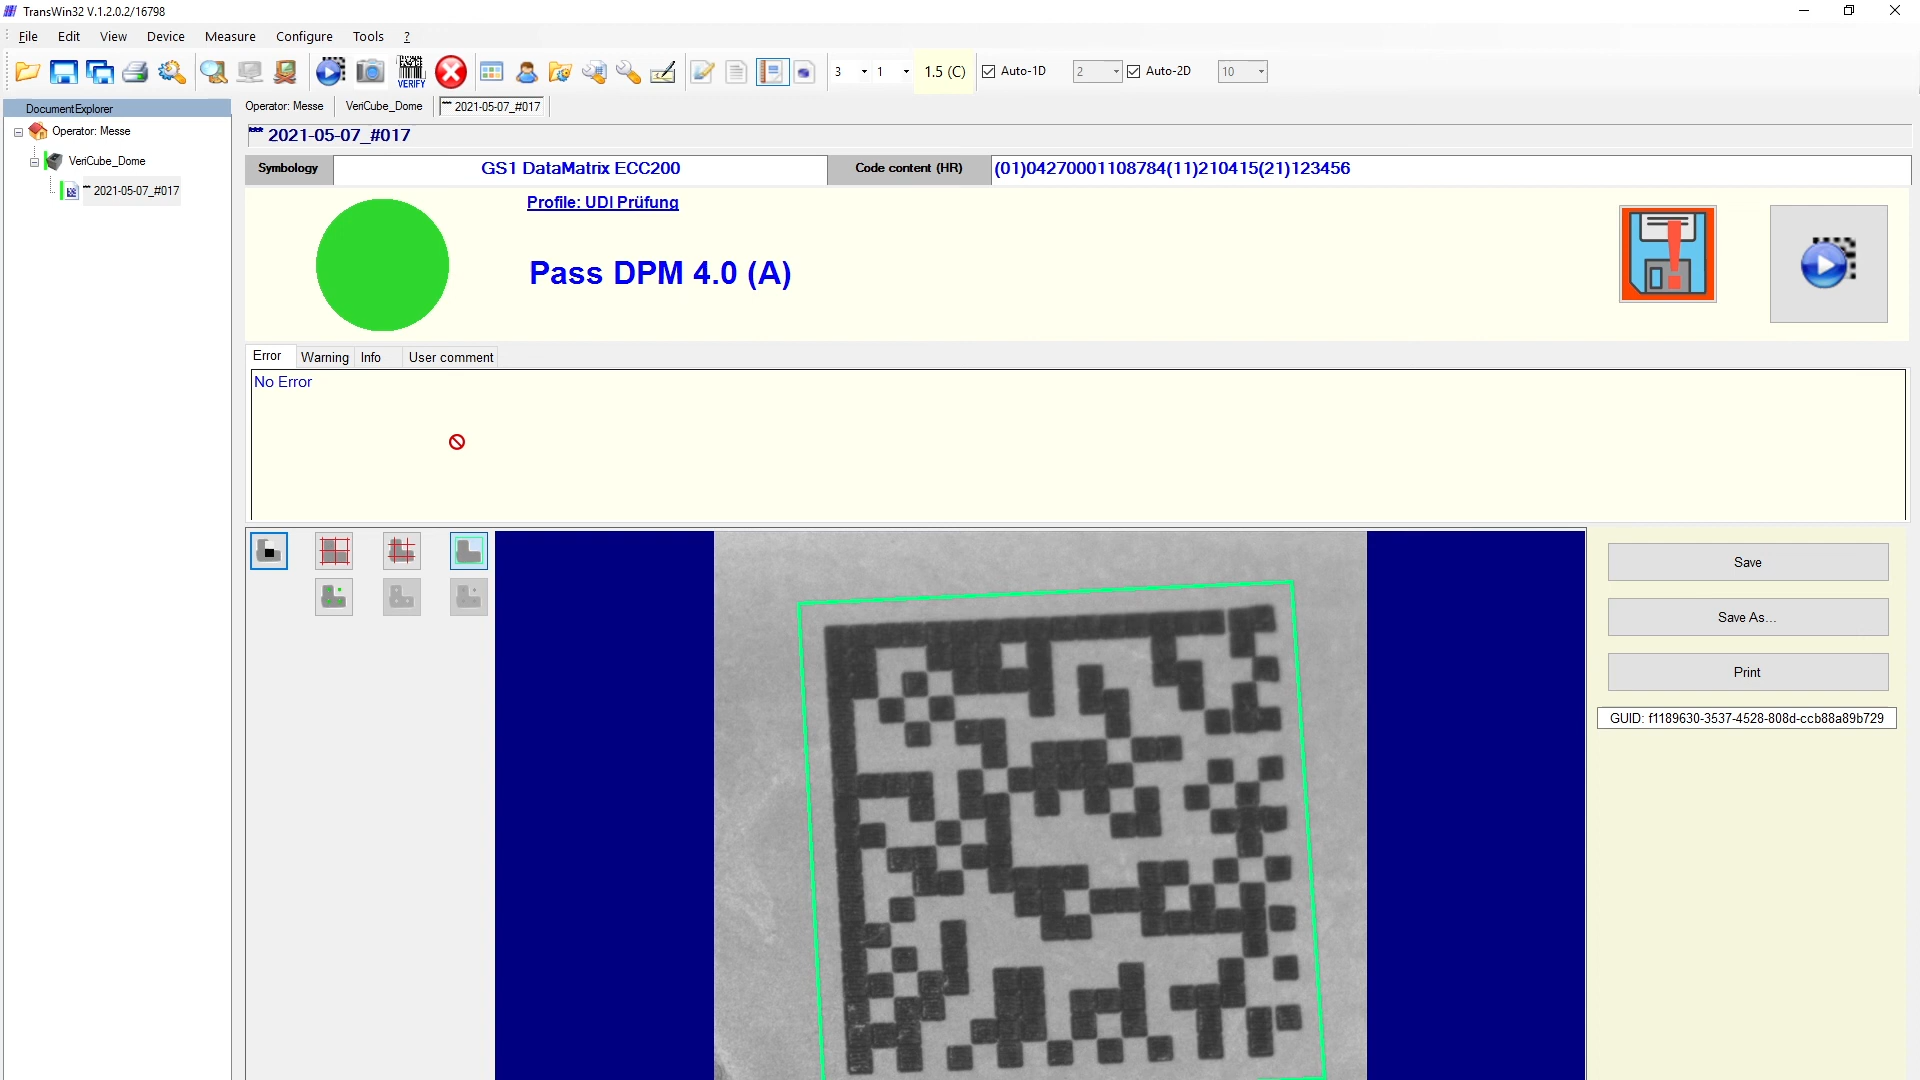 TransWin32 V.1.2.0.2/16798
File Edit View Device Measure Configure Tools ?
VERIFY
3 1 1.5 (C) Auto-1D 2 Auto-2D 10
DocumentExplorer
Operator: Messe
VeriCube_Dome
2021-05-07_#017
Operator: Messe VeriCube_Dome *** 2021-05-07_#017
*** 2021-05-07_#017
Symbology GS1 DataMatrix ECC200 Code content (HR) (01)04270001108784(11)210415(21)123456
Profile: UDI Prüfung
Pass DPM 4.0 (A)
Error Warning Info User comment
No Error
Save
Save As...
Print
GUID: f1189630-3537-4528-808d-ccb88a89b729